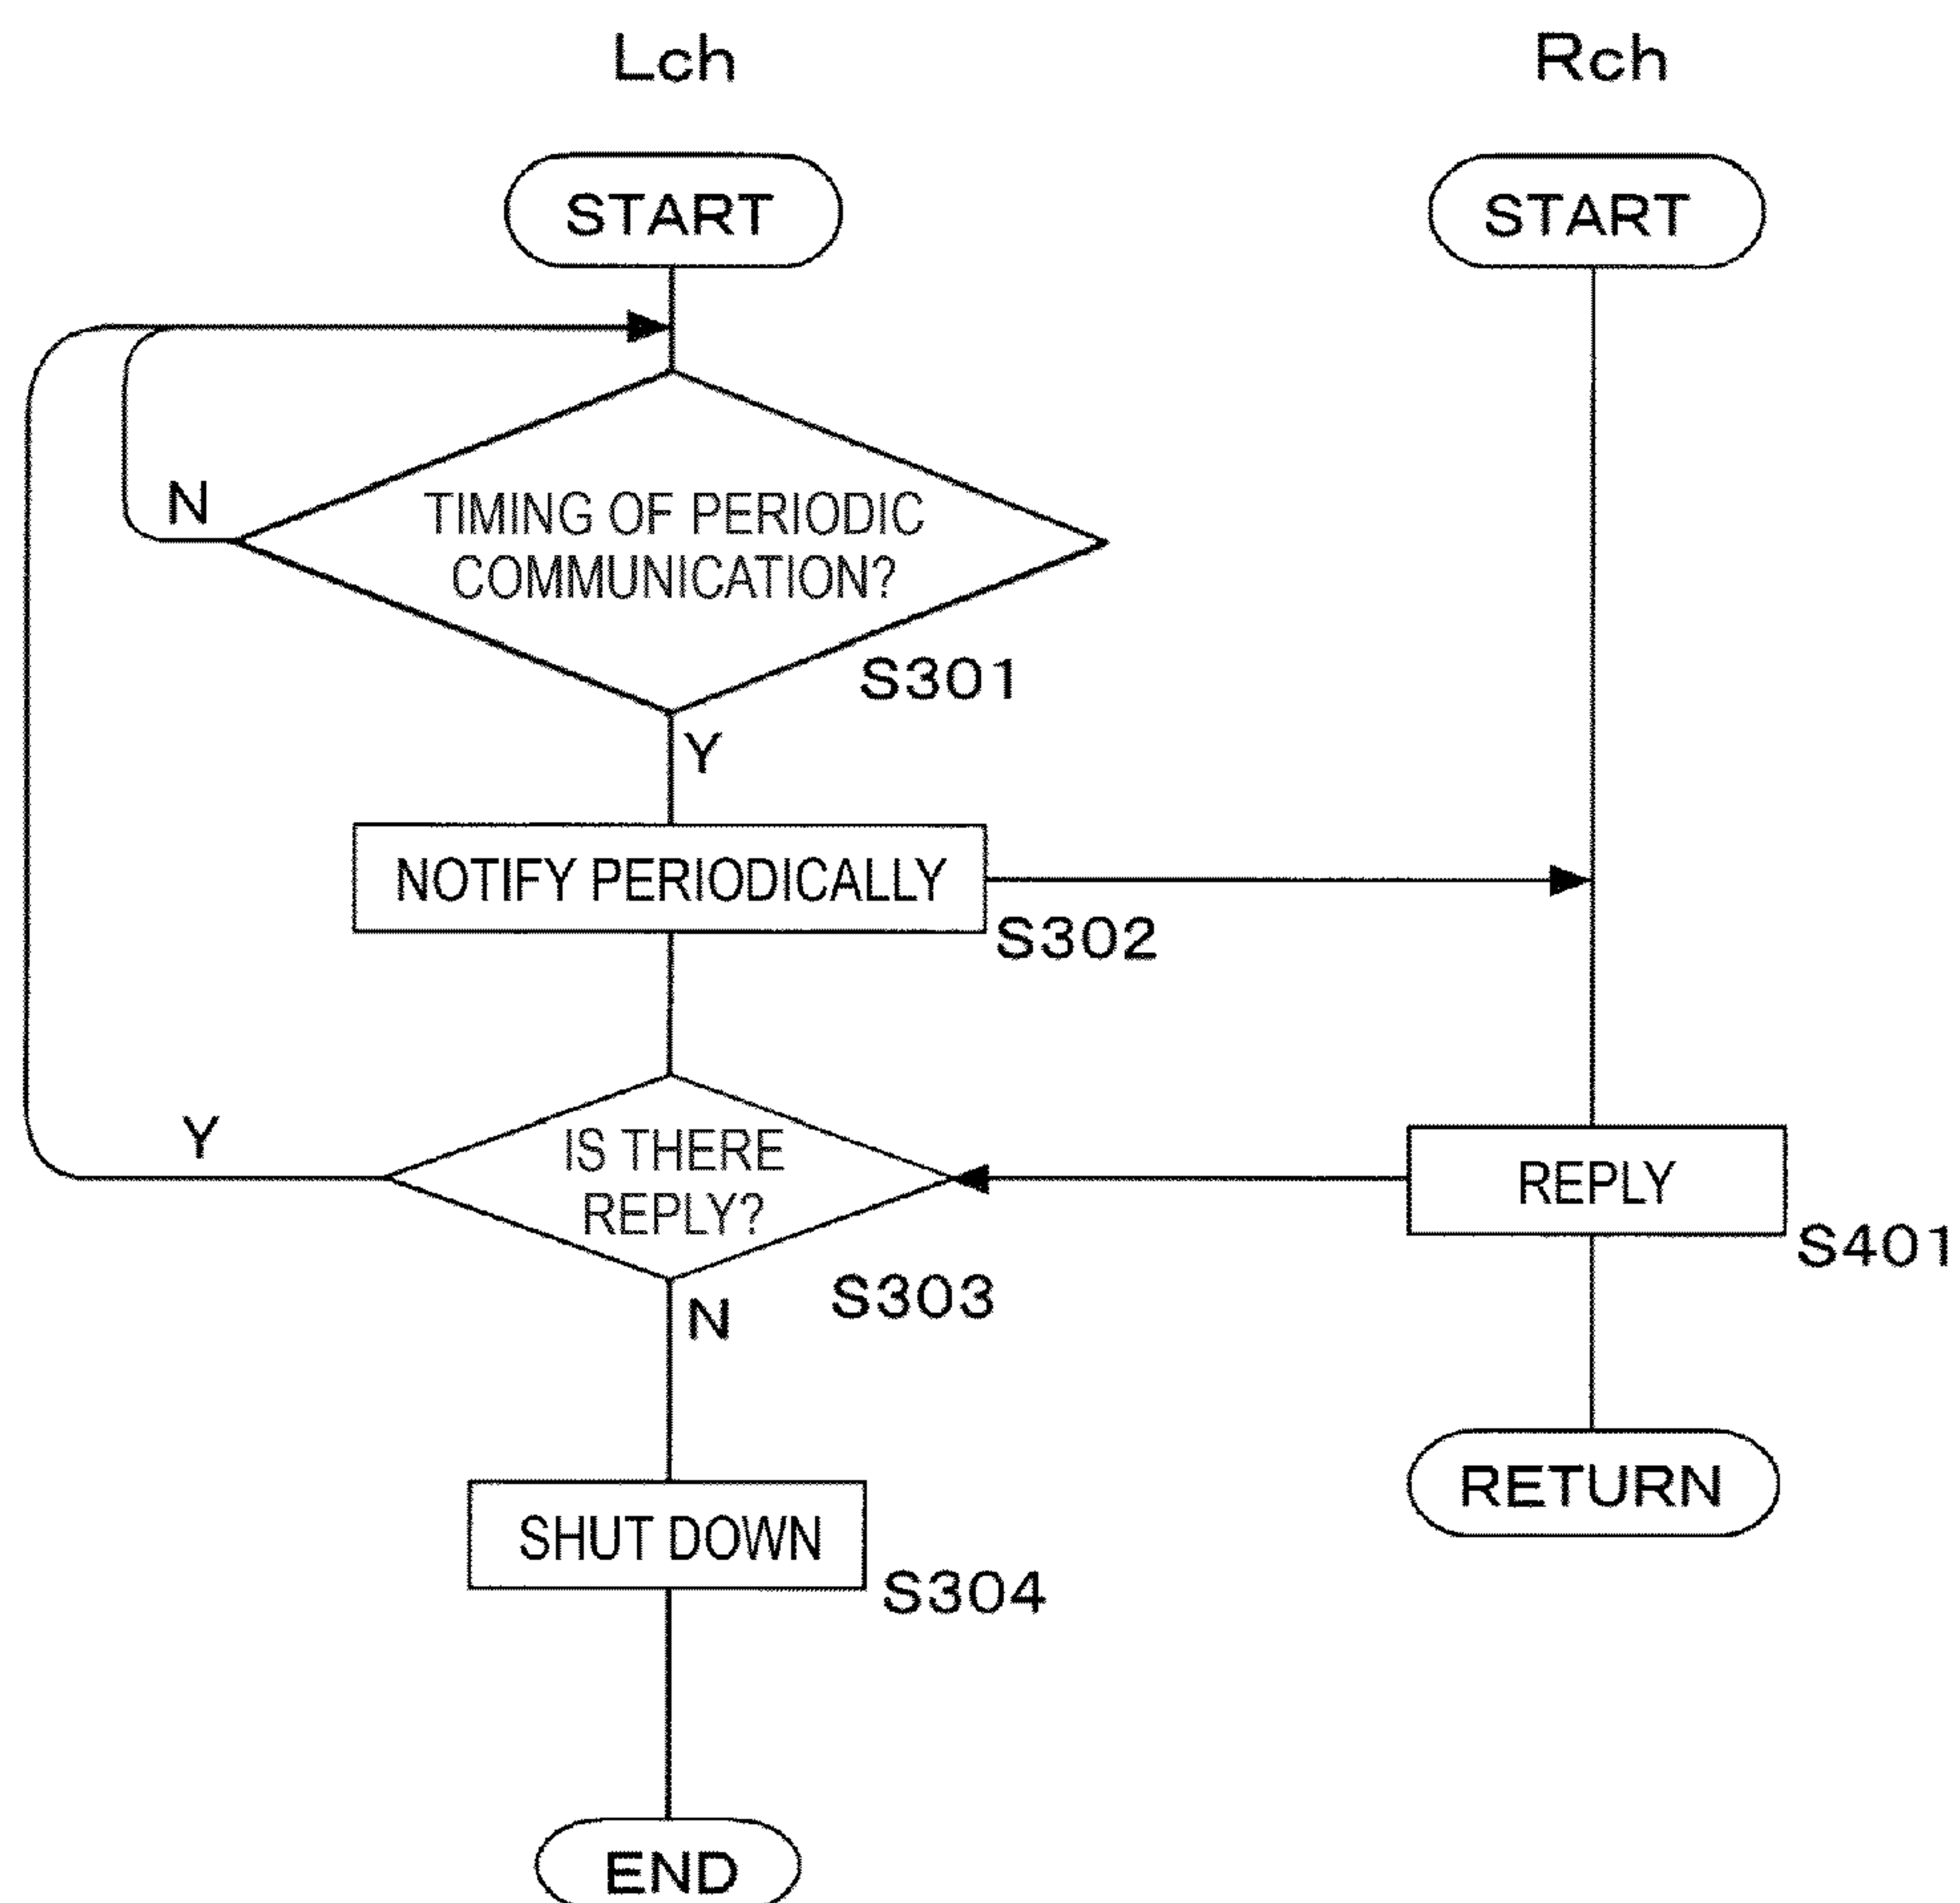 Lch
Rch
START
START
TIMING OF PERIODIC
COMMUNICATION?
N
S301
Y
NOTIFY PERIODICALLY
S302
Y
IS THERE
REPLY?
REPLY
S401
S303
N
RETURN
SHUT DOWN
S304
END